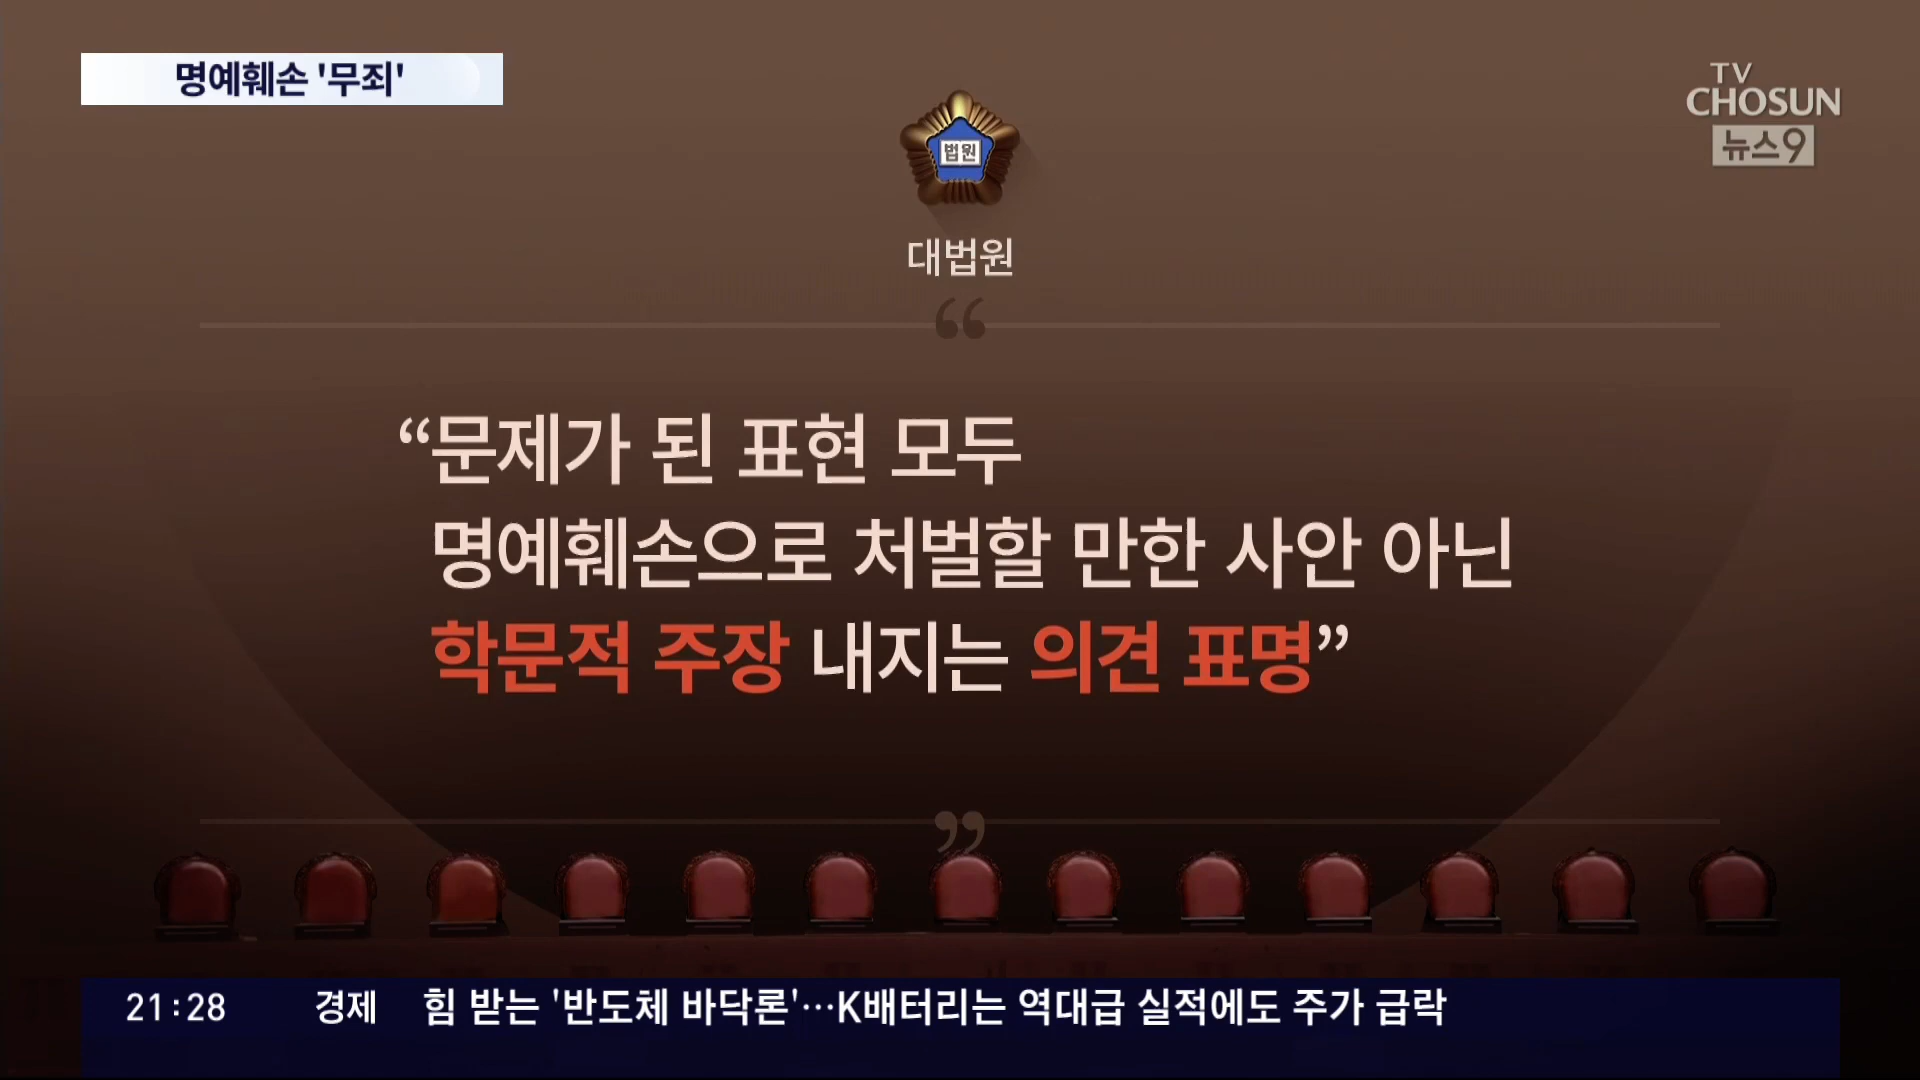 명예훼손 '무죄'
TV
CHOSUN
뉴스9
법원
대법원
“
“문제가 된 표현 모두
명예훼손으로 처벌할 만한 사안 아닌
학문적 주장 내지는 의견 표명”
”
21:28 경제 힘 받는 '반도체 바닥론'…K배터리는 역대급 실적에도 주가 급락